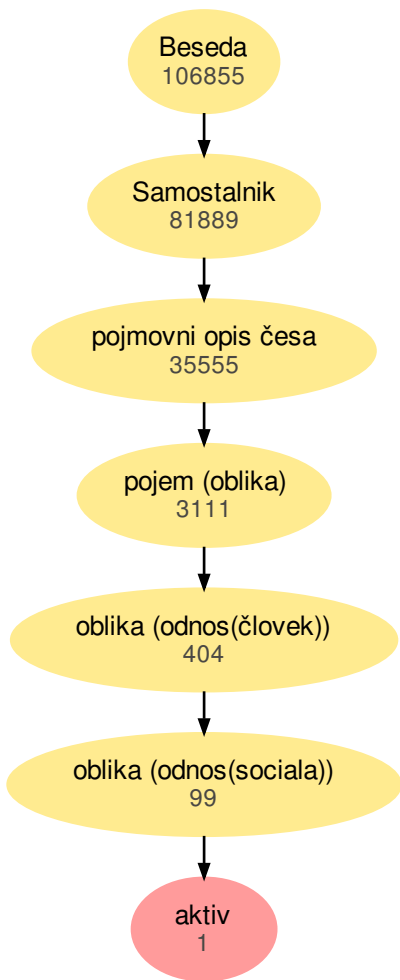 Beseda
106855
Samostalnik
81889
pojmovni opis česa
35555
pojem (oblika)
3111
oblika (odnos(človek))
404
oblika (odnos(sociala))
99
aktiv
1